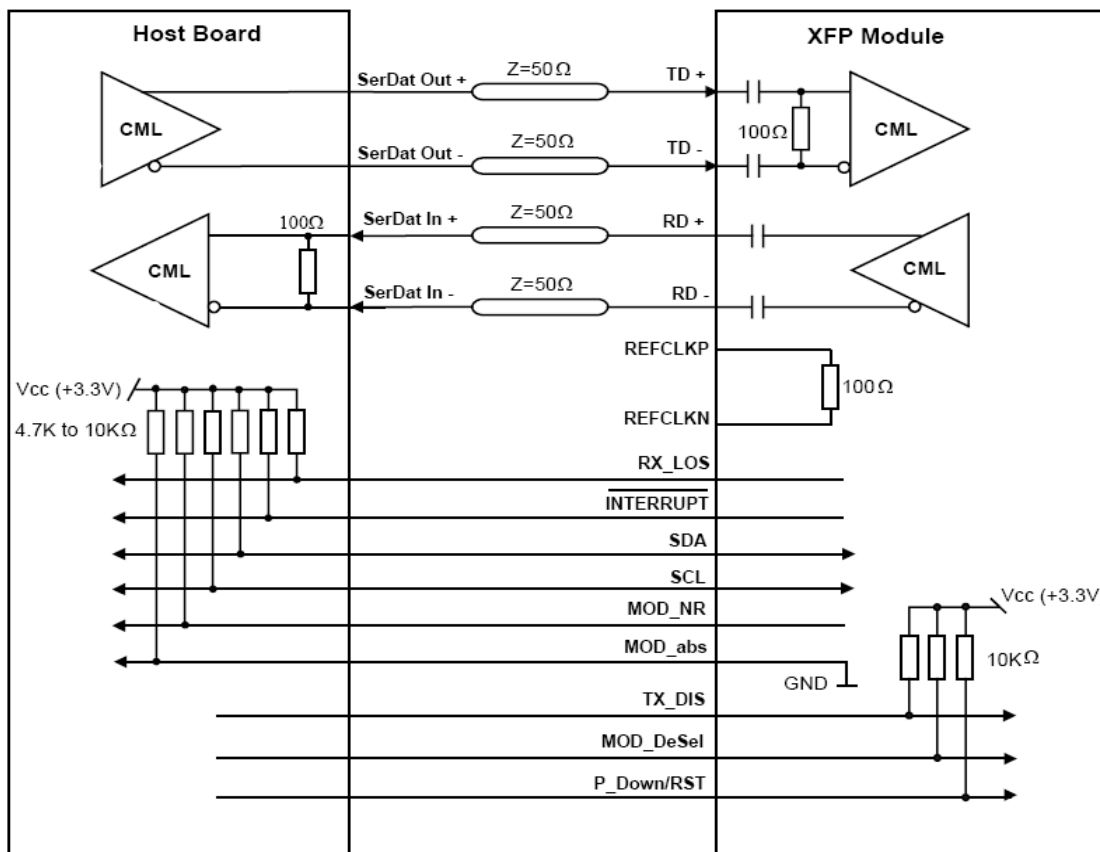 Host Board
XFP Module
SerDat Out +
Z=50Ω
TD +
CML
100Ω
CML
SerDat Out -
Z=50Ω
TD -
100Ω
SerDat In +
Z=50Ω
RD +
CML
CML
SerDat In -
Z=50Ω
RD -
REFCLKP
100Ω
REFCLKN
Vcc (+3.3V)
4.7K to 10KΩ
RX_LOS
INTERRUPT
SDA
SCL
MOD_NR
Vcc (+3.3V
MOD_abs
10KΩ
GND
TX_DIS
MOD_DeSel
P_Down/RST